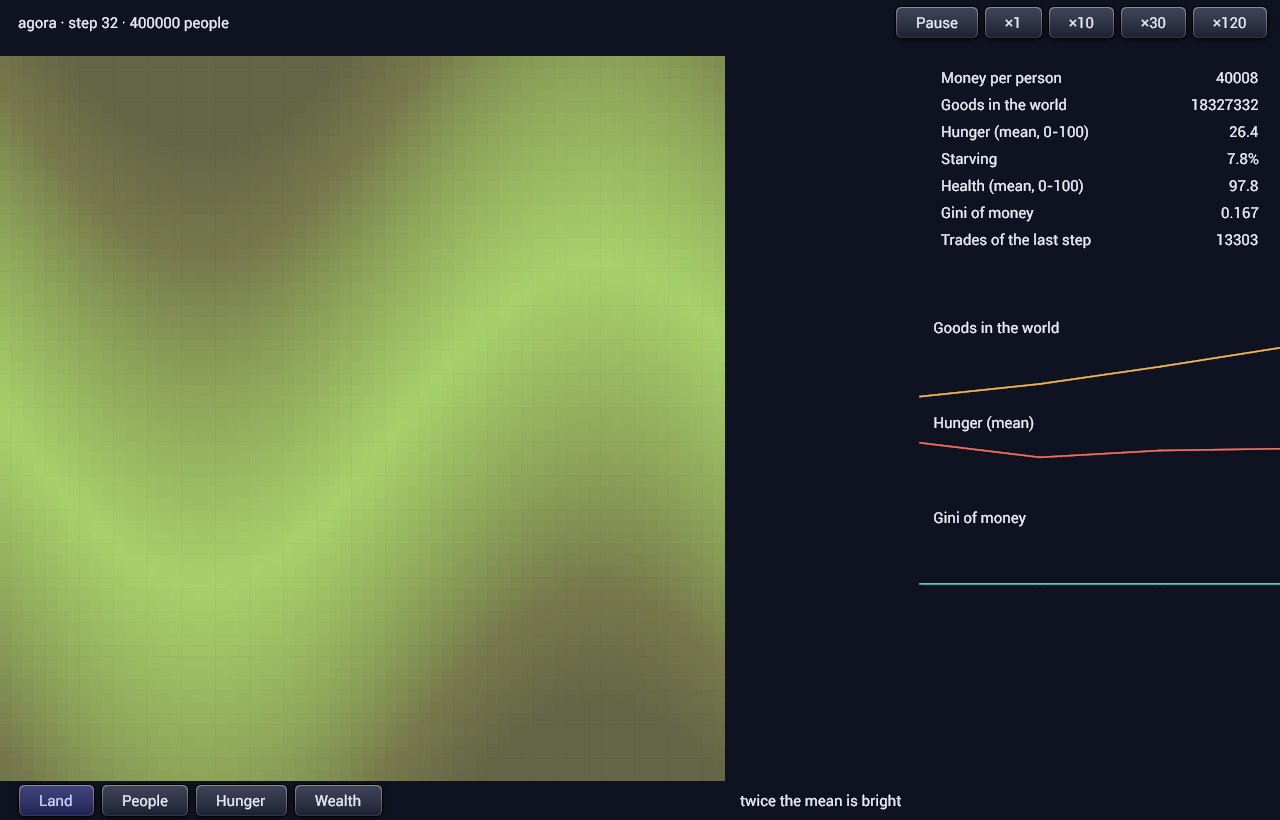 agora · step 32 · 400000 people
Pause ×1 ×10 ×30 ×120
Money per person 40008
Goods in the world 18327332
Hunger (mean, 0-100) 26.4
Starving 7.8%
Health (mean, 0-100) 97.8
Gini of money 0.167
Trades of the last step 13303
Goods in the world
Hunger (mean)
Gini of money
Land People Hunger Wealth
twice the mean is bright